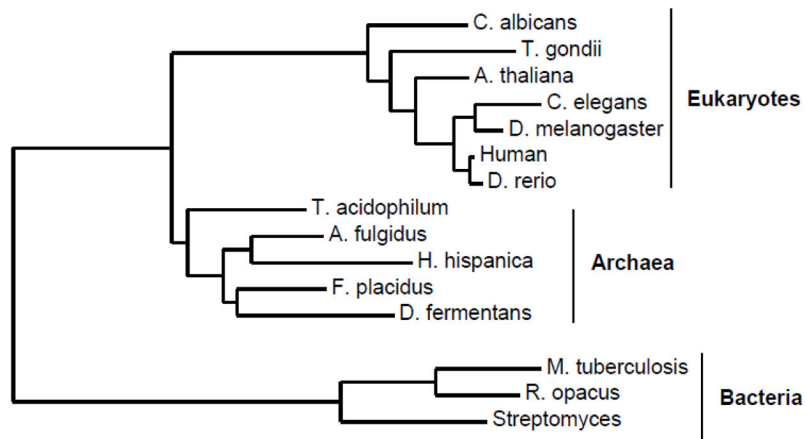 C. albicans
T. gondii
A. thaliana
C. elegans
D. melanogaster
Human
D. rerio
Eukaryotes
T. acidophilum
A. fulgidus
H. hispanica
F. placidus
D. fermentans
Archaea
M. tuberculosis
R. opacus
Streptomyces
Bacteria